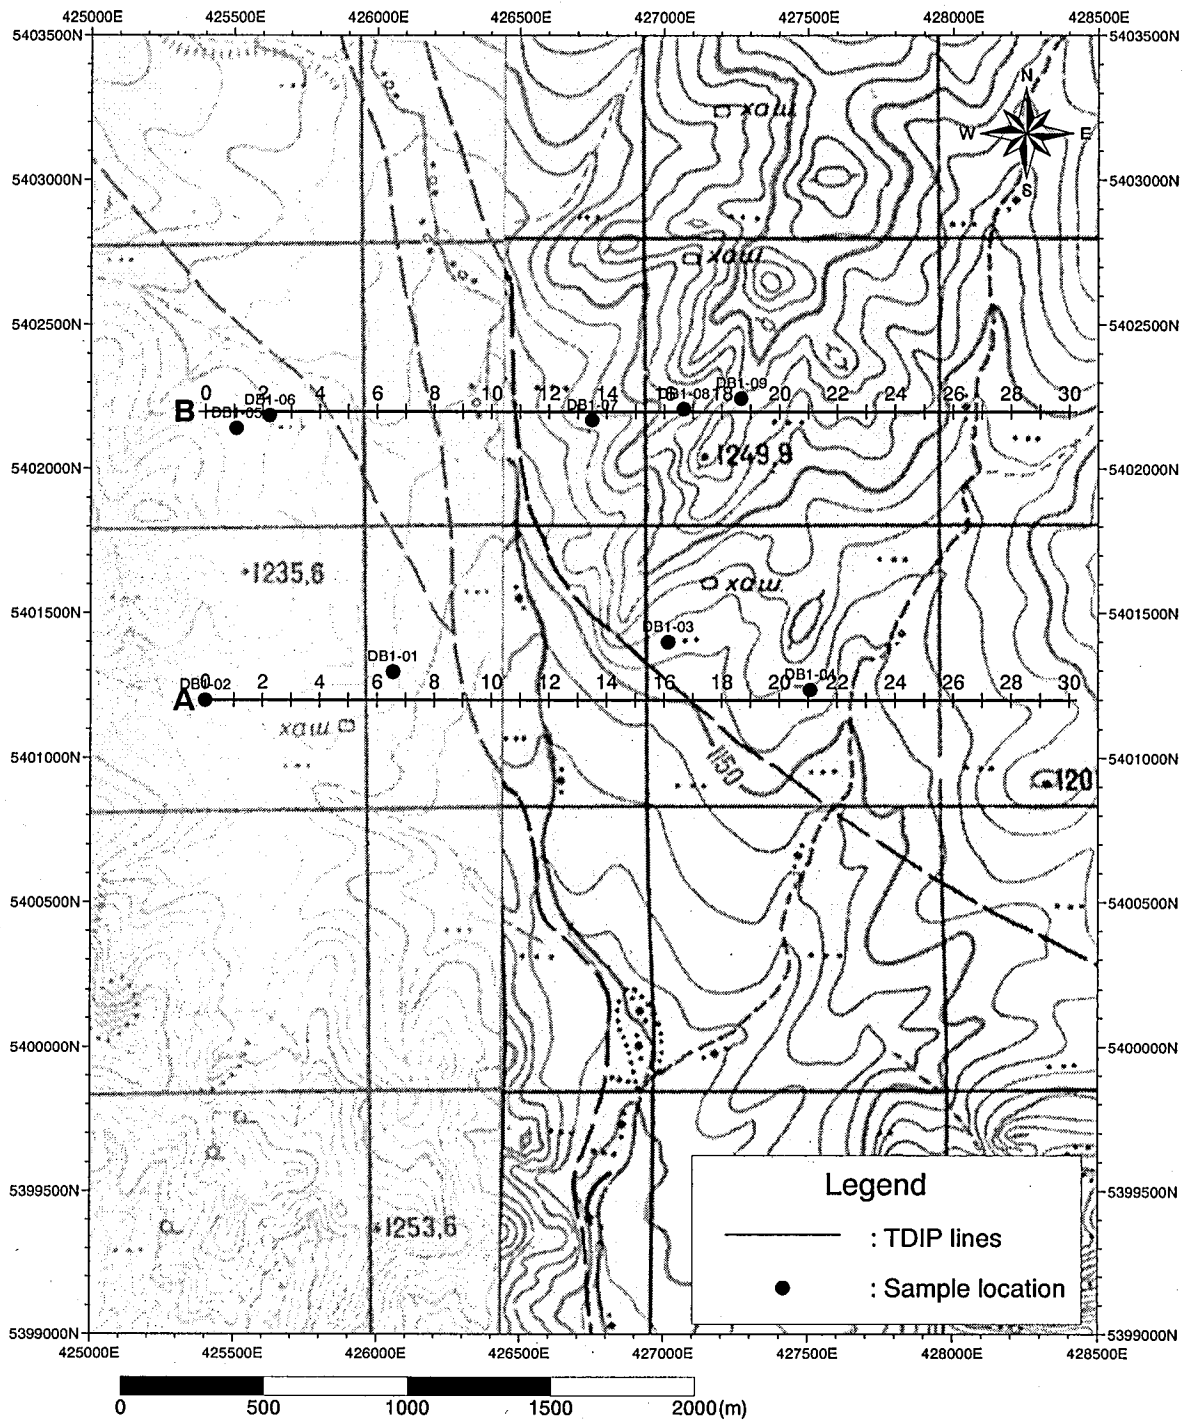 425000E 425500E 426000E 426500E 427000E 427500E 428000E 428500E
5403500N 5403500N
N
W E
S
хаш
5403000N 5403000N
хаш
5402500N 5402500N
DB1-09
0 2 4 6 8 10 12 14 16 18 20 22 24 26 28 30
DB1-06 DB1-08
B DB1-05 DB1-07
1249,9
5402000N 5402000N
1235,6
хаш
5401500N 5401500N
DB1-03
DB1-01
DB1-04
A 0 2 4 6 8 10 12 14 16 18 20 22 24 26 28 30
DB1-02
хаш
5401000N 5401000N
1150
120
5400500N 5400500N
5400000N 5400000N
5399500N 5399500N
1253,6
Legend
: TDIP lines
: Sample location
5399000N 5399000N
425000E 425500E 426000E 426500E 427000E 427500E 428000E 428500E
0 500 1000 1500 2000(m)